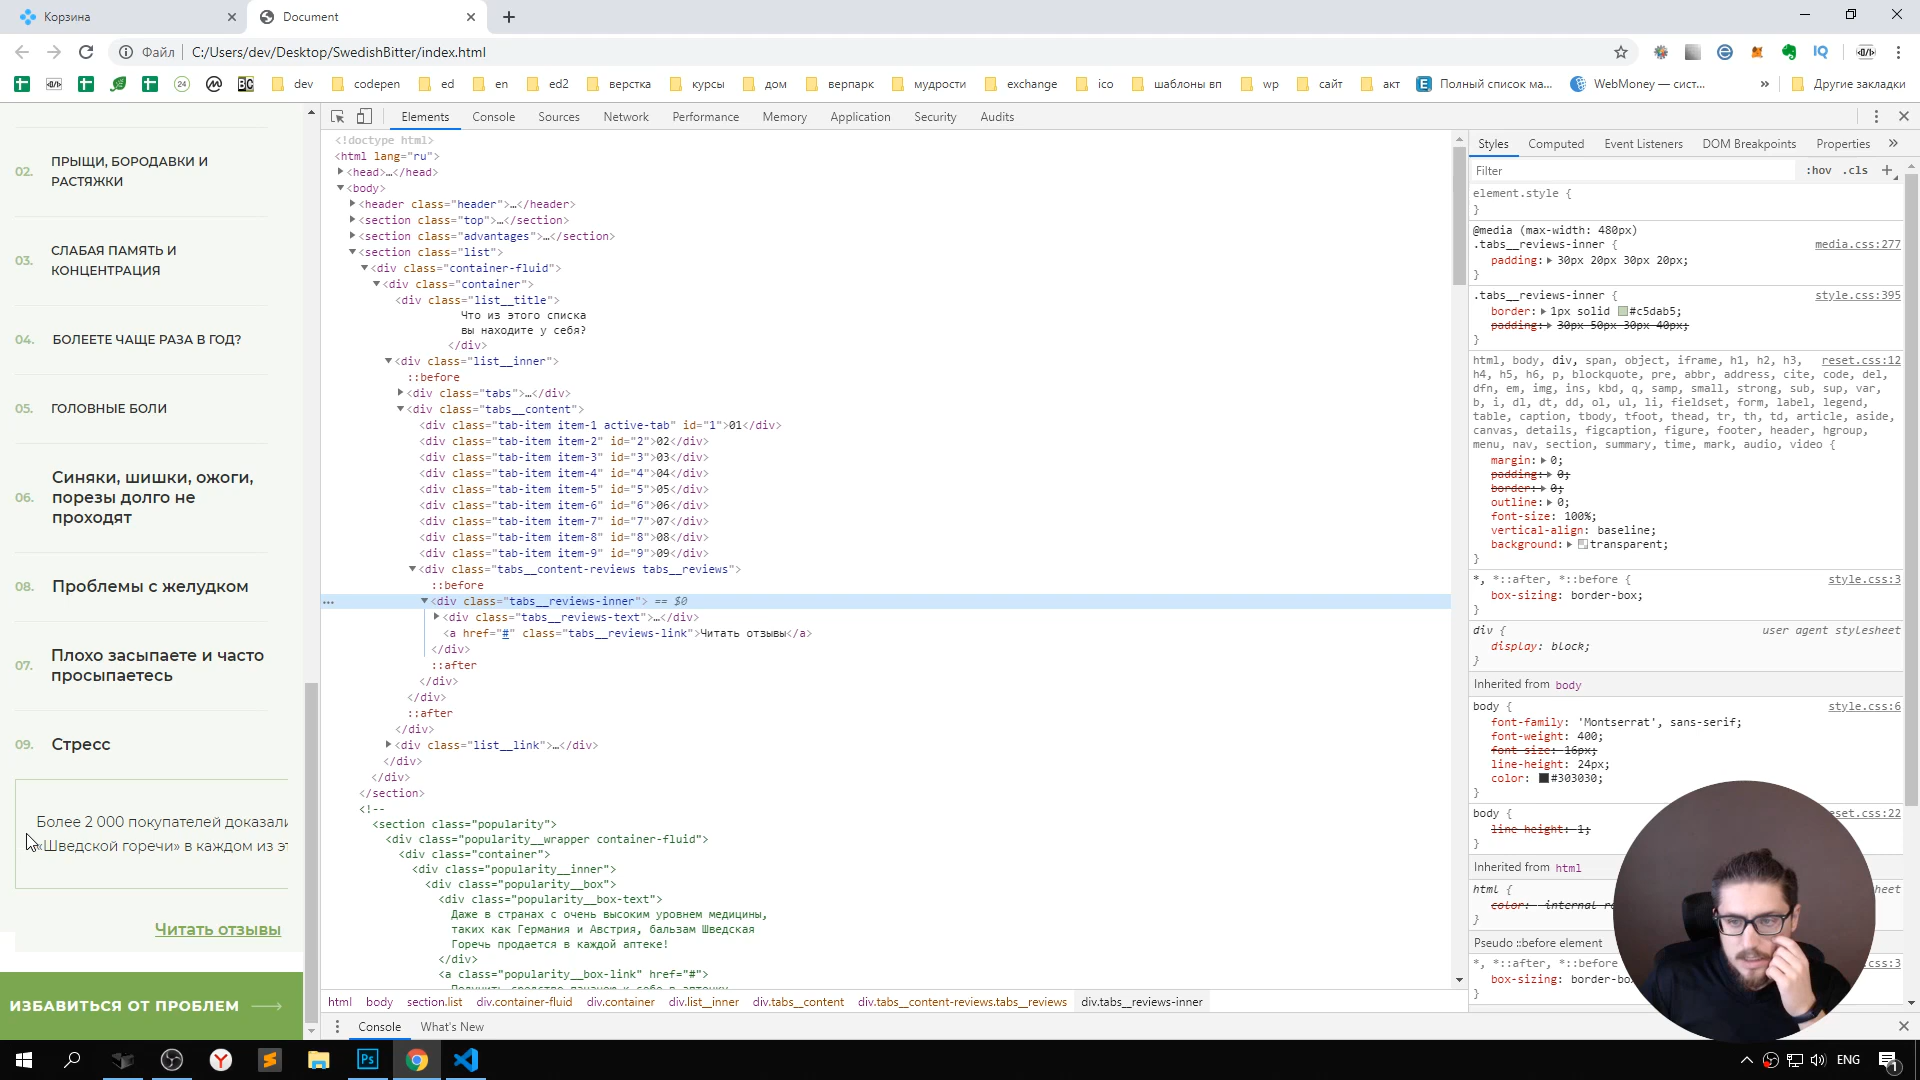 Корзина
Document
Файл
C:/Users/dev/Desktop/SwedishBitter/index.html
24
BC
dev
codepen
ed
en
ed2
верстка
курсы
дом
верпарк
мудрости
exchange
ico
шаблоны вп
wp
сайт
акт
Полный список ма...
WebMoney — сист...
»
Другие закладки
02.
ПРЫЩИ, БОРОДАВКИ И
РАСТЯЖКИ
03.
СЛАБАЯ ПАМЯТЬ И
КОНЦЕНТРАЦИЯ
04.
БОЛЕЕТЕ ЧАЩЕ РАЗА В ГОД?
05.
ГОЛОВНЫЕ БОЛИ
06.
Синяки, шишки, ожоги,
порезы долго не
проходят
08.
Проблемы с желудком
07.
Плохо засыпаете и часто
просыпаетесь
09.
Стресс
Более 2 000 покупателей доказали
«Шведской горечи» в каждом из эт
Читать отзывы
ИЗБАВИТЬСЯ ОТ ПРОБЛЕМ
Elements
Console
Sources
Network
Performance
Memory
Application
Security
Audits
<!doctype html>
<html lang="ru">
<head>…</head>
<body>
<header class="header">…</header>
<section class="top">…</section>
<section class="advantages">…</section>
<section class="list">
<div class="container-fluid">
<div class="container">
<div class="list__title">
Что из этого списка
вы находите у себя?
</div>
<div class="list__inner">
::before
<div class="tabs">…</div>
<div class="tabs__content">
<div class="tab-item item-1 active-tab" id="1">01</div>
<div class="tab-item item-2" id="2">02</div>
<div class="tab-item item-3" id="3">03</div>
<div class="tab-item item-4" id="4">04</div>
<div class="tab-item item-5" id="5">05</div>
<div class="tab-item item-6" id="6">06</div>
<div class="tab-item item-7" id="7">07</div>
<div class="tab-item item-8" id="8">08</div>
<div class="tab-item item-9" id="9">09</div>
<div class="tabs__content-reviews tabs__reviews">
::before
<div class="tabs__reviews-inner"> == $0
<div class="tabs__reviews-text">…</div>
<a href="#" class="tabs__reviews-link">Читать отзывы</a>
</div>
::after
</div>
</div>
::after
</div>
<div class="list__link">…</div>
</div>
</div>
</section>
<!--
<section class="popularity">
<div class="popularity__wrapper container-fluid">
<div class="container">
<div class="popularity__inner">
<div class="popularity__box">
<div class="popularity__box-text">
Даже в странах с очень высоким уровнем медицины,
таких как Германия и Австрия, бальзам Шведская
Горечь продается в каждой аптеке!
</div>
<a class="popularity__box-link" href="#">
html
body
section.list
div.container-fluid
div.container
div.list__inner
div.tabs__content
div.tabs__content-reviews.tabs__reviews
div.tabs__reviews-inner
Console
What's New
Styles
Computed
Event Listeners
DOM Breakpoints
Properties
»
Filter
:hov
.cls
+
element.style {
}
@media (max-width: 480px)
.tabs__reviews-inner {
media.css:277
padding: 30px 20px 30px 20px;
}
.tabs__reviews-inner {
style.css:395
border: 1px solid #c5dab5;
padding: 30px 50px 30px 40px;
}
html, body, div, span, object, iframe, h1, h2, h3,
reset.css:12
h4, h5, h6, p, blockquote, pre, abbr, address, cite, code, del,
dfn, em, img, ins, kbd, q, samp, small, strong, sub, sup, var,
b, i, dl, dt, dd, ol, ul, li, fieldset, form, label, legend,
table, caption, tbody, tfoot, thead, tr, th, td, article, aside,
canvas, details, figcaption, figure, footer, header, hgroup,
menu, nav, section, summary, time, mark, audio, video {
margin: 0;
padding: 0;
border: 0;
outline: 0;
font-size: 100%;
vertical-align: baseline;
background: transparent;
}
*, *::after, *::before {
style.css:3
box-sizing: border-box;
}
div {
user agent stylesheet
display: block;
}
Inherited from body
body {
style.css:6
font-family: 'Montserrat', sans-serif;
font-weight: 400;
font-size: 16px;
line-height: 24px;
color: #303030;
}
body {
eset.css:22
line-height: 1;
}
Inherited from html
html {
heet
color: -internal-r
}
Pseudo ::before element
*, *::after, *::before
.css:3
box-sizing: border-bo
}
Ps
ENG
1